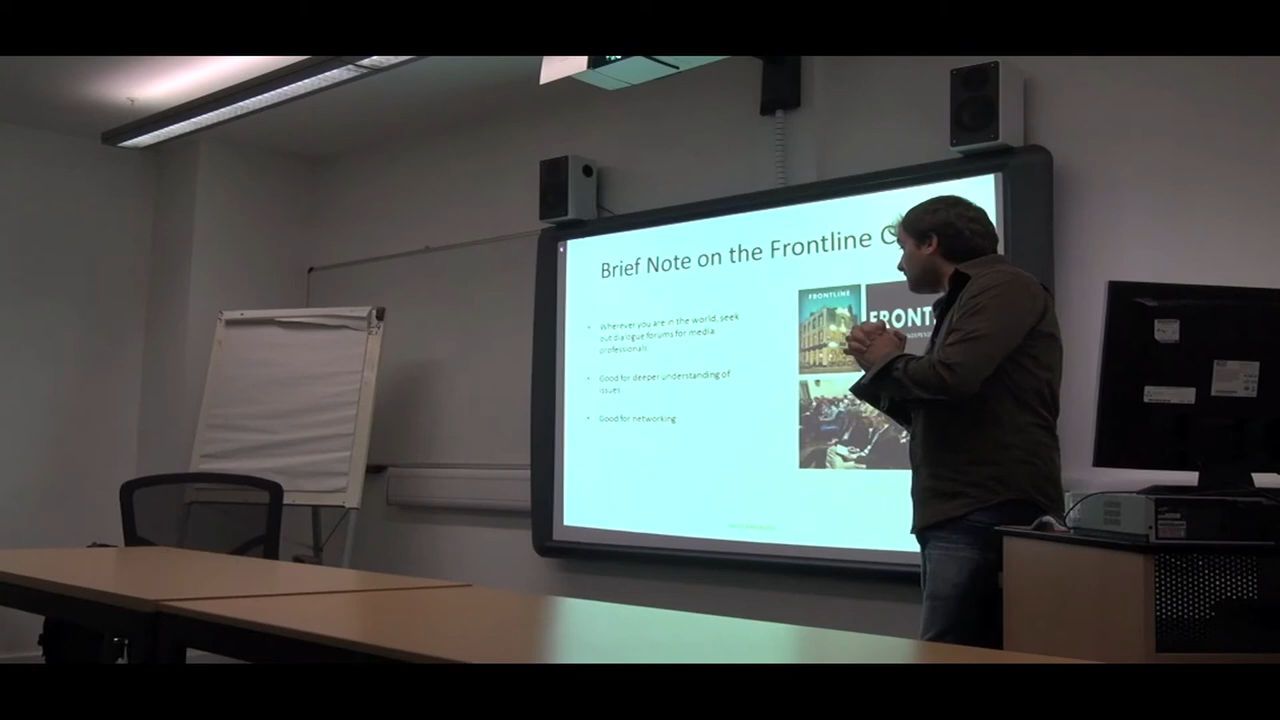 Brief Note on the Frontline C
Wherever you are in the world, seek
out dialogue forums for media
professionals
Good for deeper understanding of
issues
Good for networking
FRONTLINE
FRONT